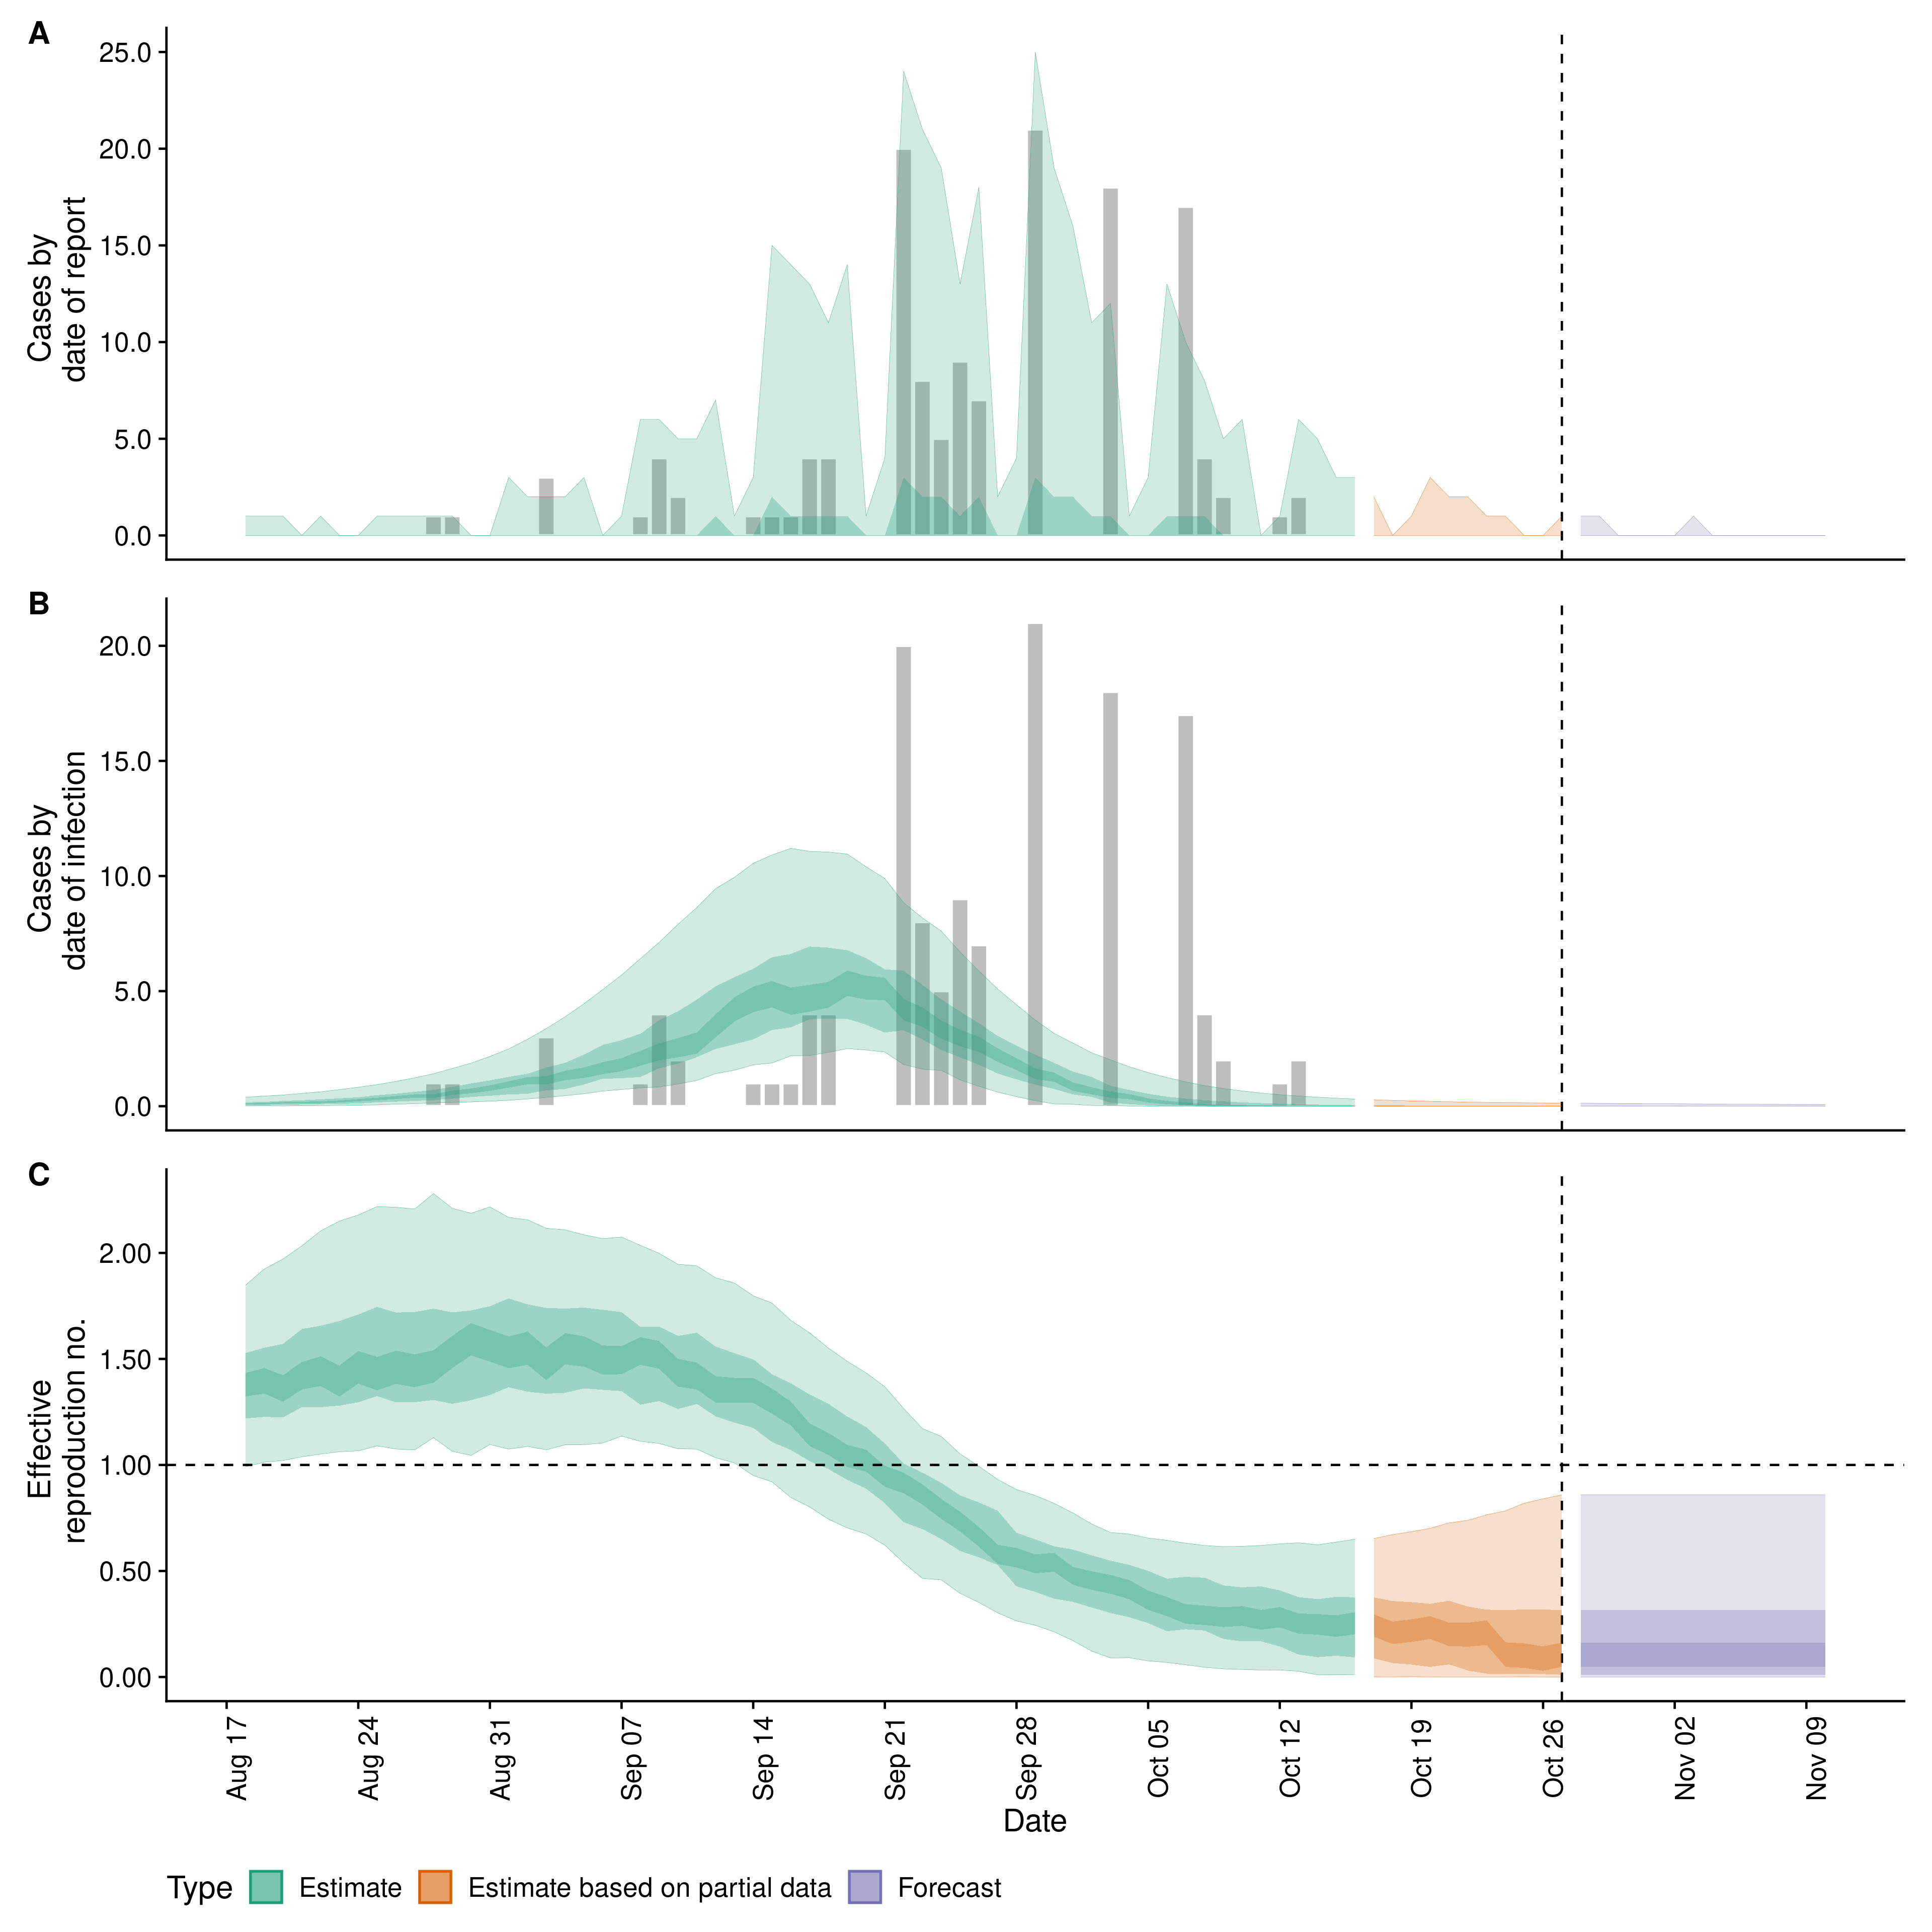 A
Cases by
date of report
25.0
20.0
15.0
10.0
5.0
0.0
B
Cases by
date of infection
20.0
15.0
10.0
5.0
0.0
C
Effective
reproduction no.
2.00
1.50
1.00
0.50
0.00
Aug 17
Aug 24
Aug 31
Sep 07
Sep 14
Sep 21
Sep 28
Oct 05
Oct 12
Oct 19
Oct 26
Nov 02
Nov 09
Date
Type Estimate Estimate based on partial data Forecast